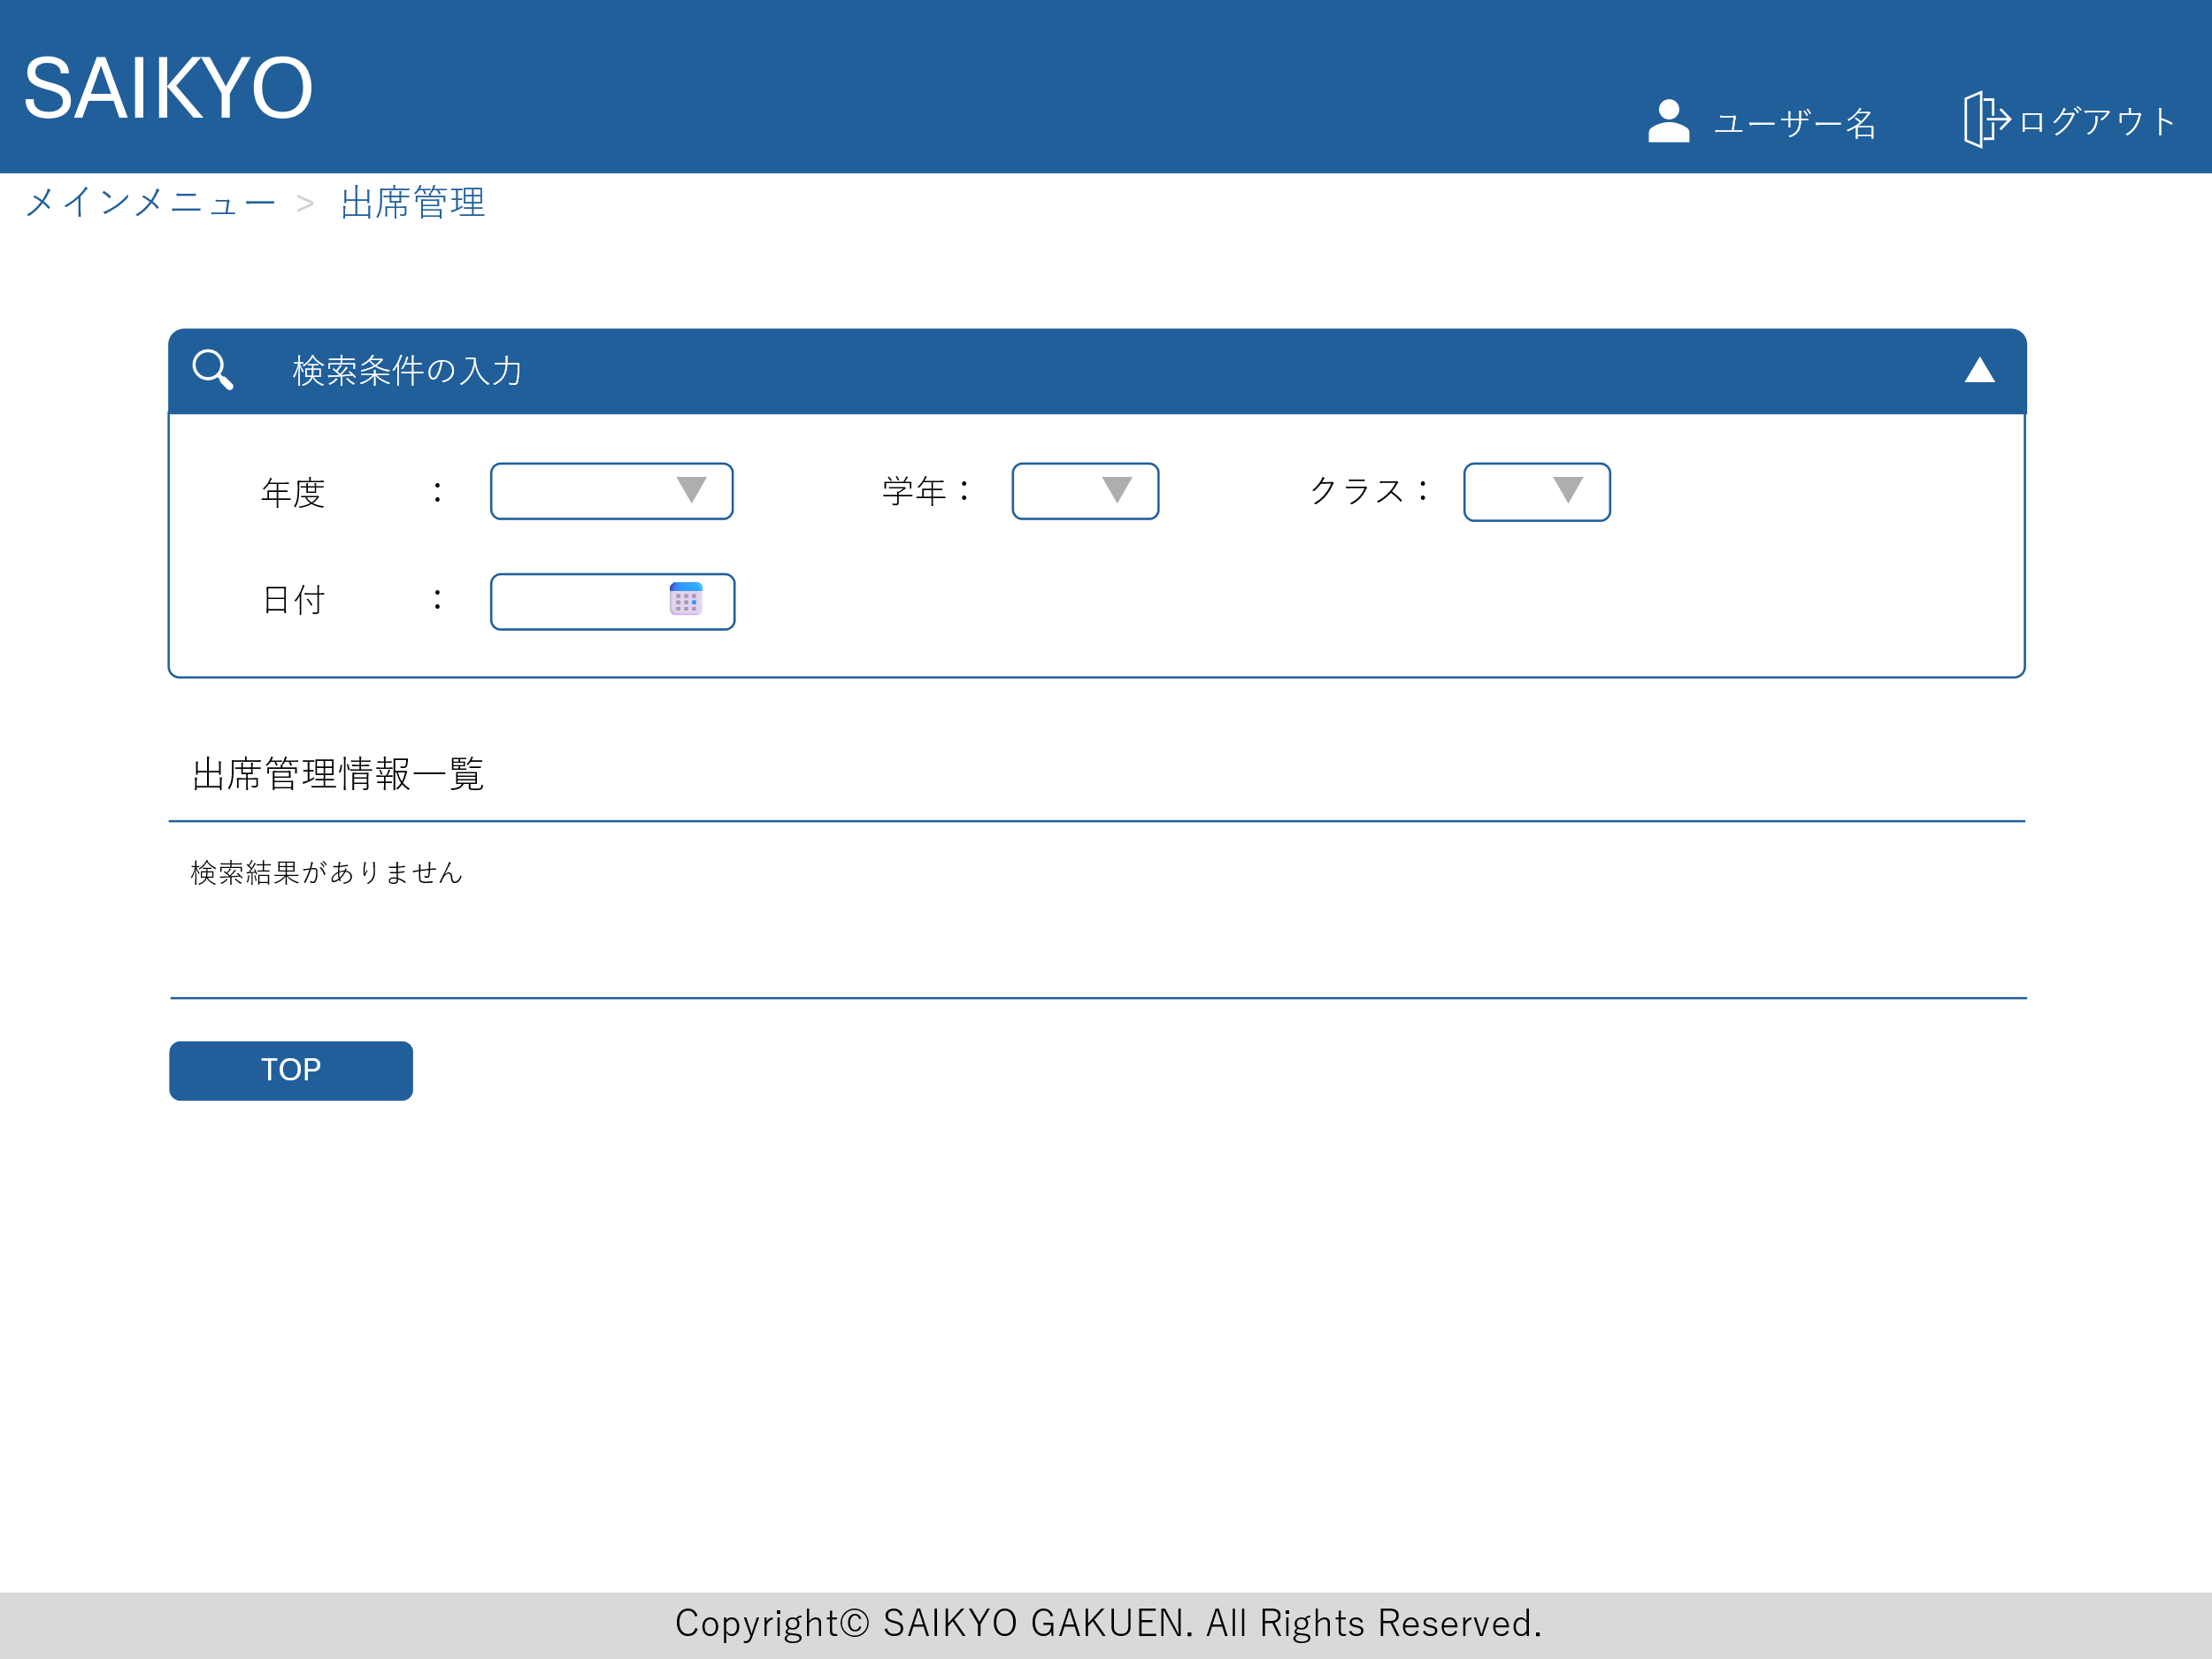 SAIKYO
ユーザー名 ログアウト
メインメニュー > 出席管理
検索条件の入力
年度 ： 学年： クラス：
日付 ：
出席管理情報一覧
検索結果がありません
TOP
Copyright© SAIKYO GAKUEN. All Rights Reserved.